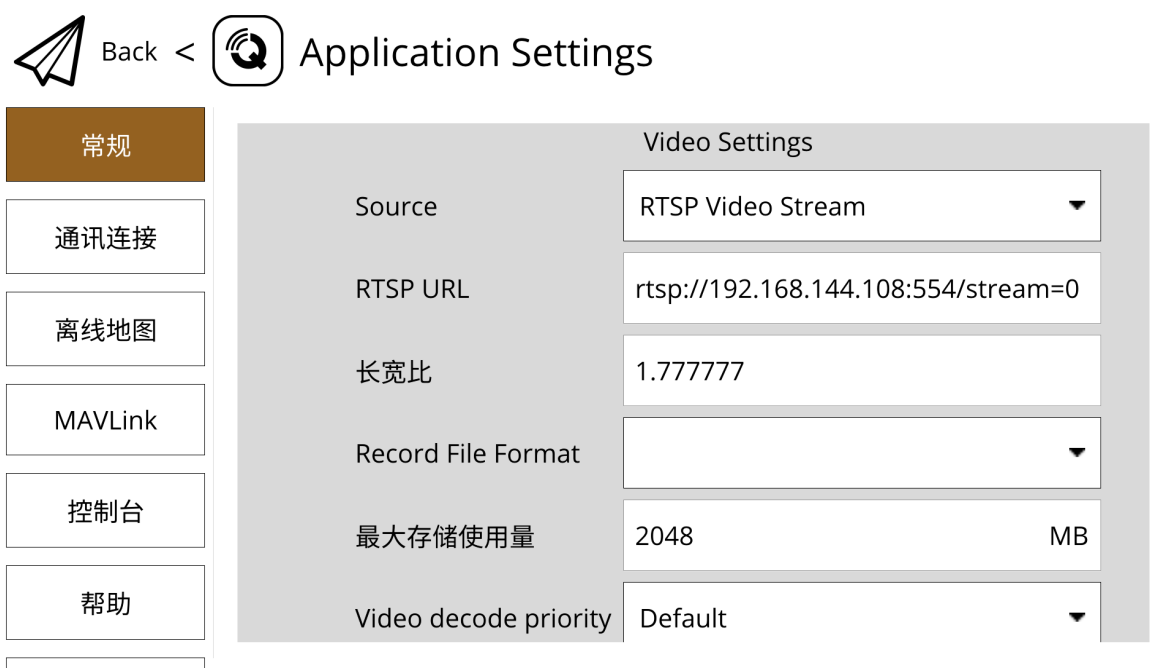 Back < Application Settings
常规
通讯连接
离线地图
MAVLink
控制台
帮助
Video Settings
Source RTSP Video Stream
RTSP URL rtsp://192.168.144.108:554/stream=0
长宽比 1.777777
Record File Format
最大存储使用量 2048 MB
Video decode priority Default